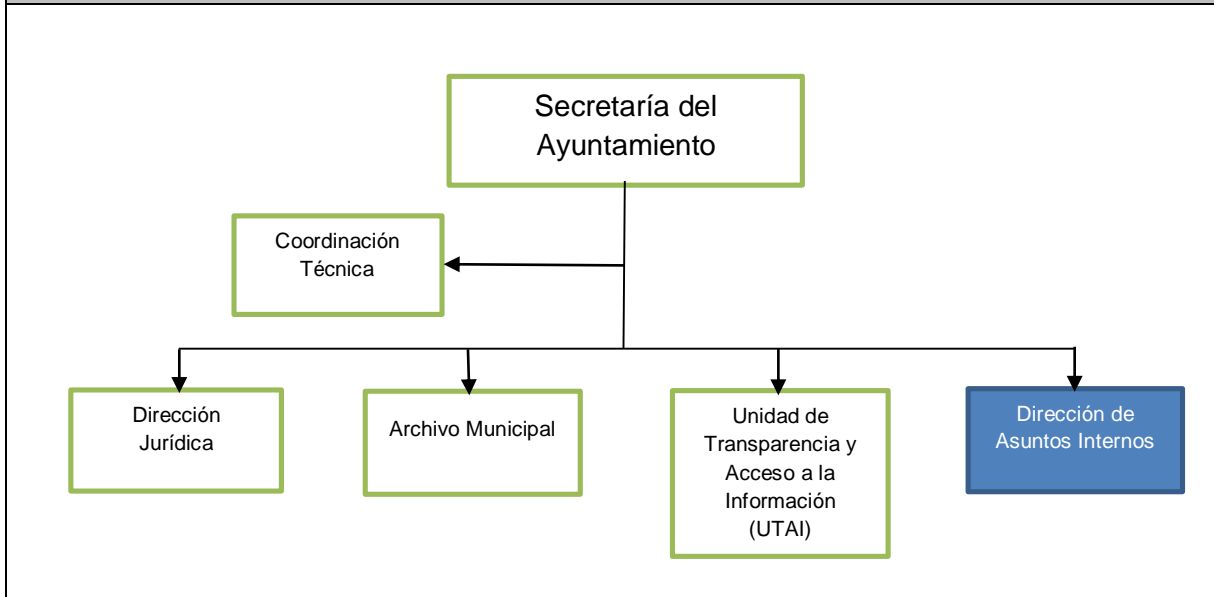 Secretaría del
Ayuntamiento
Coordinación
Técnica
Dirección
Jurídica
Archivo Municipal
Unidad de
Transparencia y
Acceso a la
Información
(UTAI)
Dirección de
Asuntos Internos